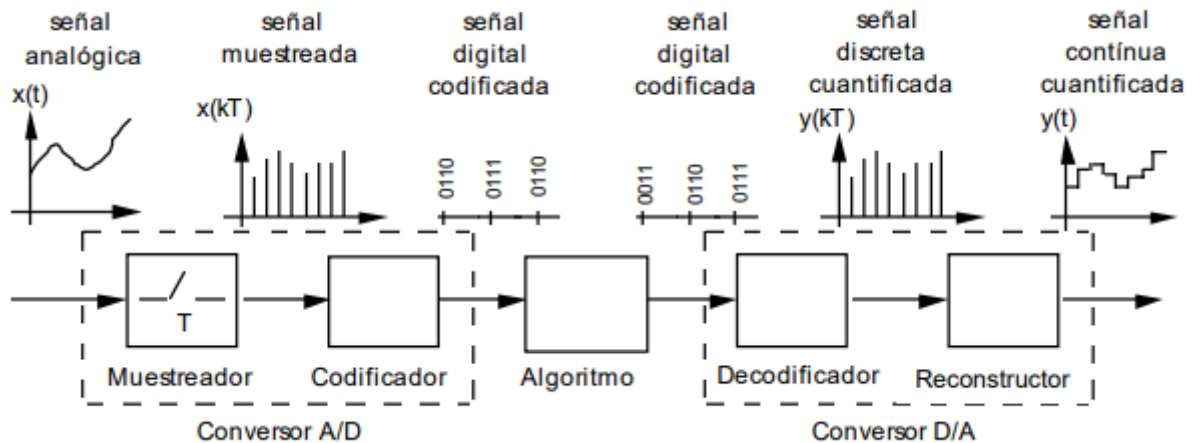 señal analógica
señal muestreada
señal digital codificada
señal digital codificada
señal discreta cuantificada
señal contínua cuantificada
x(t)
x(kT)
0110
0111
0110
0011
0110
0111
y(kT)
y(t)
T
Muestreador
Codificador
Algoritmo
Decodificador
Reconstructor
Conversor A/D
Conversor D/A